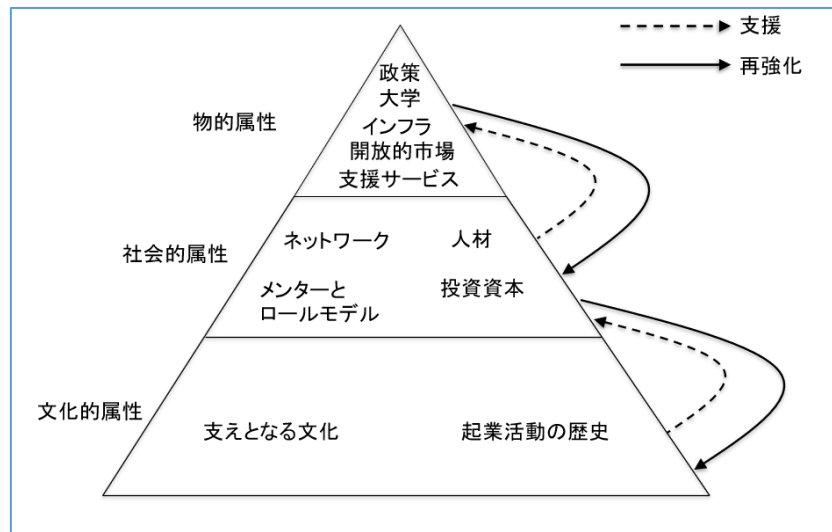 支援
再強化
物的属性
政策
大学
インフラ
開放的市場
支援サービス
社会的属性
ネットワーク
人材
メンターと
ロールモデル
投資資本
文化的属性
支えとなる文化
起業活動の歴史